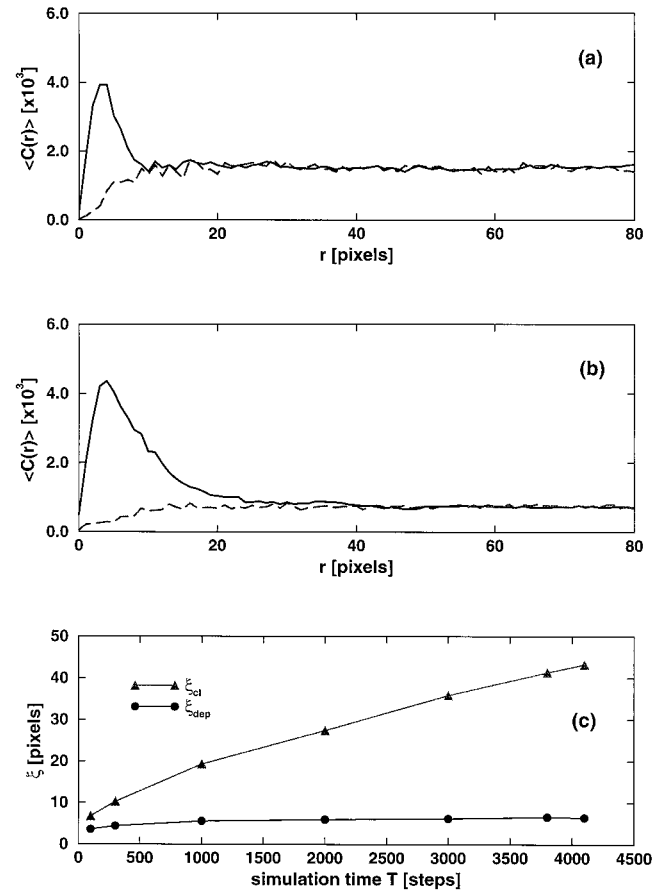 6.0
(a)
<C(r)> [x10³]
4.0
2.0
0.0
0 20 40 60 80
r [pixels]
6.0
(b)
<C(r)> [x10³]
4.0
2.0
0.0
0 20 40 60 80
r [pixels]
50
40
ξcl
ξdep
(c)
ξ [pixels]
30
20
10
0
0 500 1000 1500 2000 2500 3000 3500 4000 4500
simulation time T [steps]